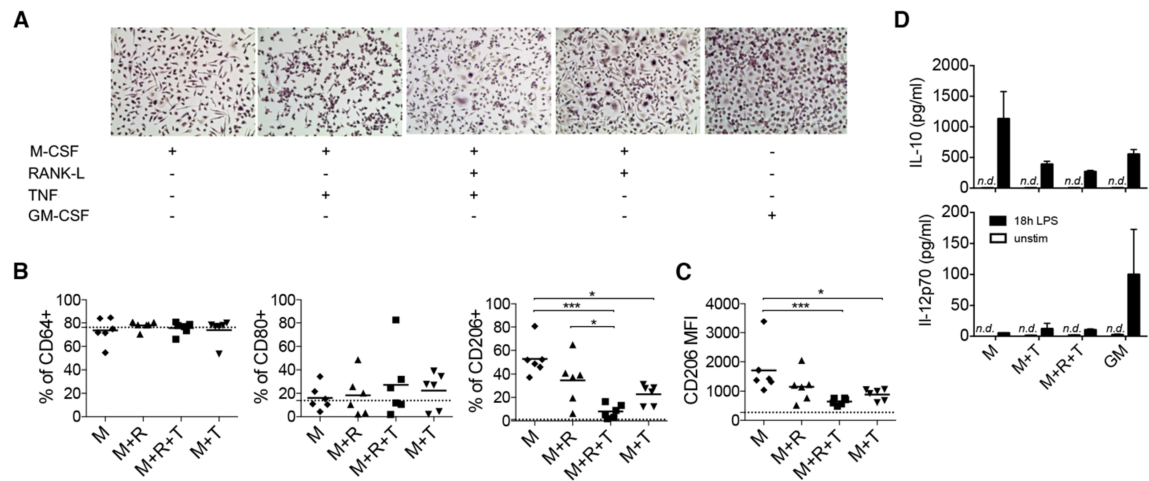 A
M-CSF + + + + -
RANK-L - - + + -
TNF - + + - -
GM-CSF - - - - +
B
% of CD64+
100
80
60
40
20
0
M
M+R
M+R+T
M+T
% of CD80+
100
80
60
40
20
0
M
M+R
M+R+T
M+T
% of CD206+
100
80
60
40
20
0
*
***
*
M
M+R
M+R+T
M+T
C
CD206 MFI
4000
3000
2000
1000
0
*
***
M
M+R
M+R+T
M+T
D
IL-10 (pg/ml)
2000
1500
1000
500
0
n.d. n.d. n.d. n.d.
Il-12p70 (pg/ml)
200
150
100
50
0
18h LPS
unstim
n.d. n.d. n.d. n.d.
M
M+T
M+R+T
GM